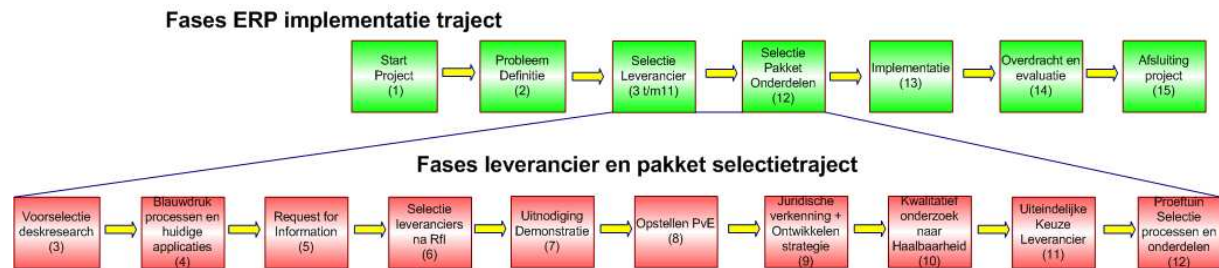 Fases ERP implementatie traject
Start
Project
(1)
Probleem
Definitie
(2)
Selectie
Leverancier
(3 t/m11)
Selectie
Pakket
Onderdelen
(12)
Implementatie
(13)
Overdracht en
evaluatie
(14)
Afsluiting
project
(15)
Fases leverancier en pakket selectietraject
Voorselectie
deskresearch
(3)
Blauwdruk
processen en
huidige
applicaties
(4)
Request for
Information
(5)
Selectie
leveranciers
na RfI
(6)
Uitnodiging
Demonstratie
(7)
Opstellen PvE
(8)
Juridische
verkenning +
Ontwikkelen
strategie
(9)
Kwalitatief
onderzoek
naar
Haalbaarheid
(10)
Uiteindelijke
Keuze
Leverancier
(11)
Proeftuin
Selectie
processen en
onderdelen
(12)